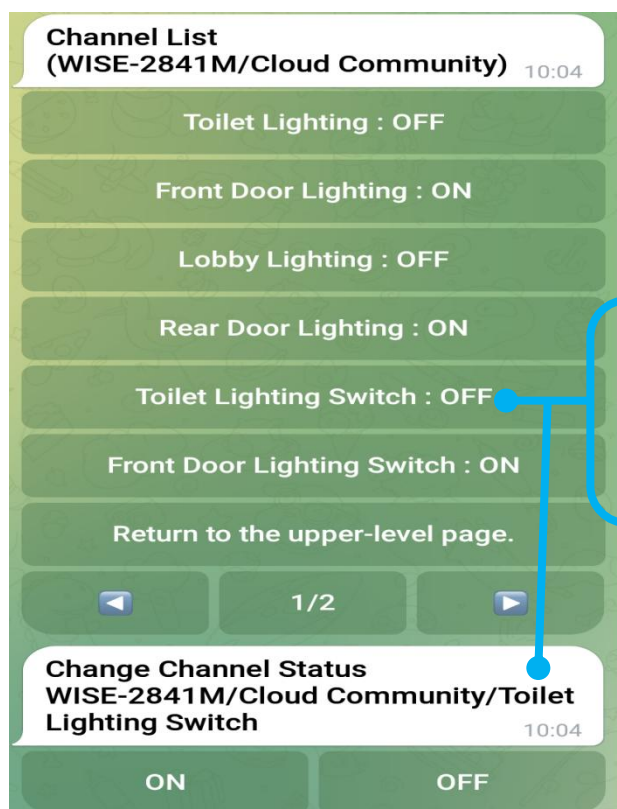 Channel List
(WISE-2841M/Cloud Community) 10:04
Toilet Lighting : OFF
Front Door Lighting : ON
Lobby Lighting : OFF
Rear Door Lighting : ON
Toilet Lighting Switch : OFF
Front Door Lighting Switch : ON
Return to the upper-level page.
◀ 1/2 ▶
Change Channel Status
WISE-2841M/Cloud Community/Toilet
Lighting Switch 10:04
ON OFF